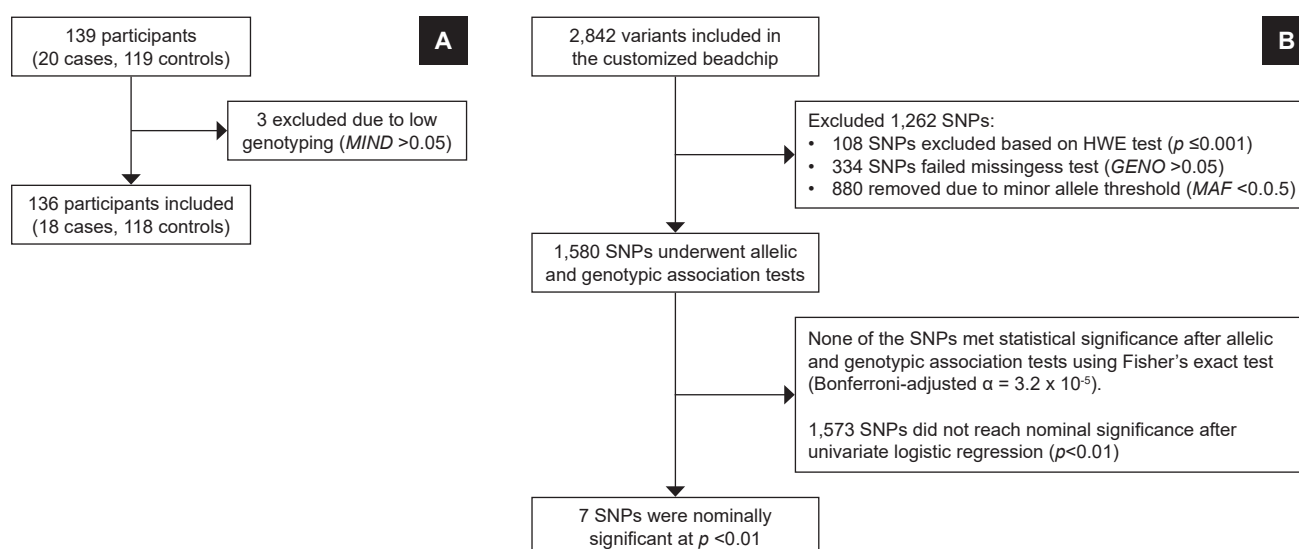 139 participants
(20 cases, 119 controls)
A
3 excluded due to low
genotyping (MIND >0.05)
136 participants included
(18 cases, 118 controls)
2,842 variants included in
the customized beadchip
B
Excluded 1,262 SNPs:
• 108 SNPs excluded based on HWE test (p ≤0.001)
• 334 SNPs failed missingess test (GENO >0.05)
• 880 removed due to minor allele threshold (MAF <0.0.5)
1,580 SNPs underwent allelic
and genotypic association tests
None of the SNPs met statistical significance after allelic
and genotypic association tests using Fisher's exact test
(Bonferroni-adjusted α = 3.2 x 10⁻⁵).
1,573 SNPs did not reach nominal significance after
univariate logistic regression (p<0.01)
7 SNPs were nominally
significant at p <0.01